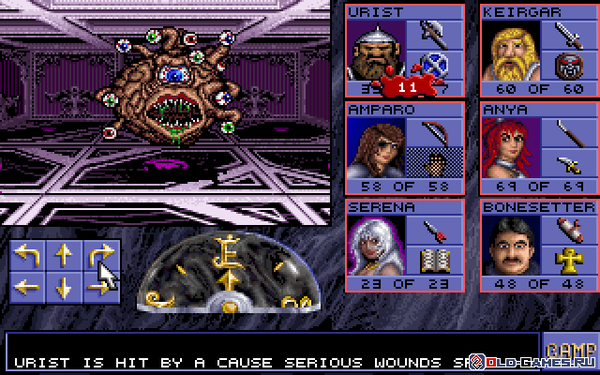 URIST
KEIRGAR
11
60 OF 60
AMPARO
ANYA
58 OF 58
69 OF 69
SERENA
BONESETTER
23 OF 23
48 OF 48
E
CAMP
URIST IS HIT BY A CAUSE SERIOUS WOUNDS
OLD-GAMES.RU